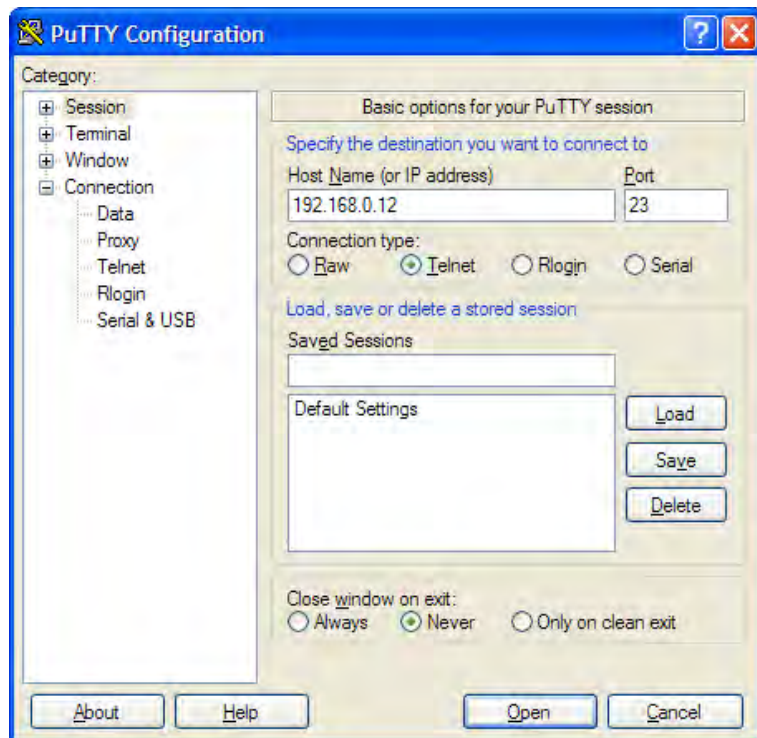 PuTTY Configuration
Category:
Session
Terminal
Window
Connection
Data
Proxy
Telnet
Rlogin
Serial & USB
Basic options for your PuTTY session
Specify the destination you want to connect to
Host Name (or IP address) Port
192.168.0.12 23
Connection type:
Raw Telnet Rlogin Serial
Load, save or delete a stored session
Saved Sessions
Default Settings
Load
Save
Delete
Close window on exit:
Always Never Only on clean exit
About Help Open Cancel